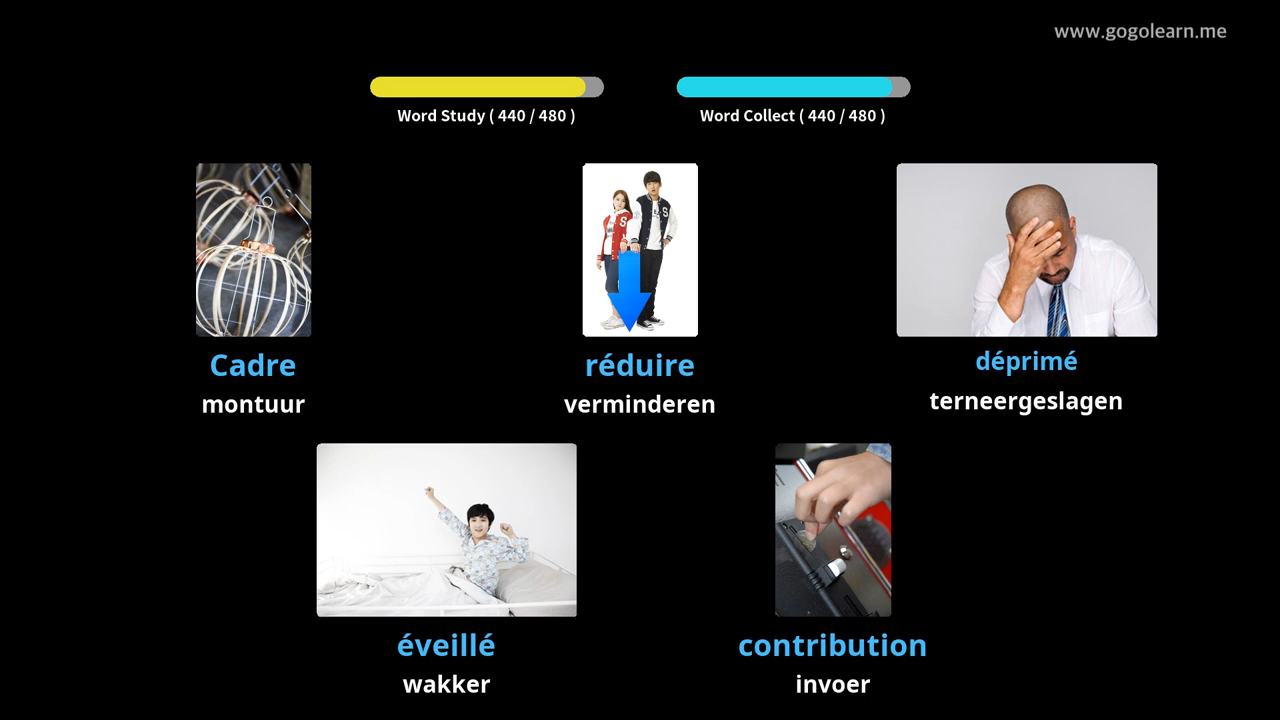 www.gogolearn.me
Word Study ( 440 / 480 )
Word Collect ( 440 / 480 )
Cadre
montuur
réduire
verminderen
déprimé
terneergeslagen
éveillé
wakker
contribution
invoer